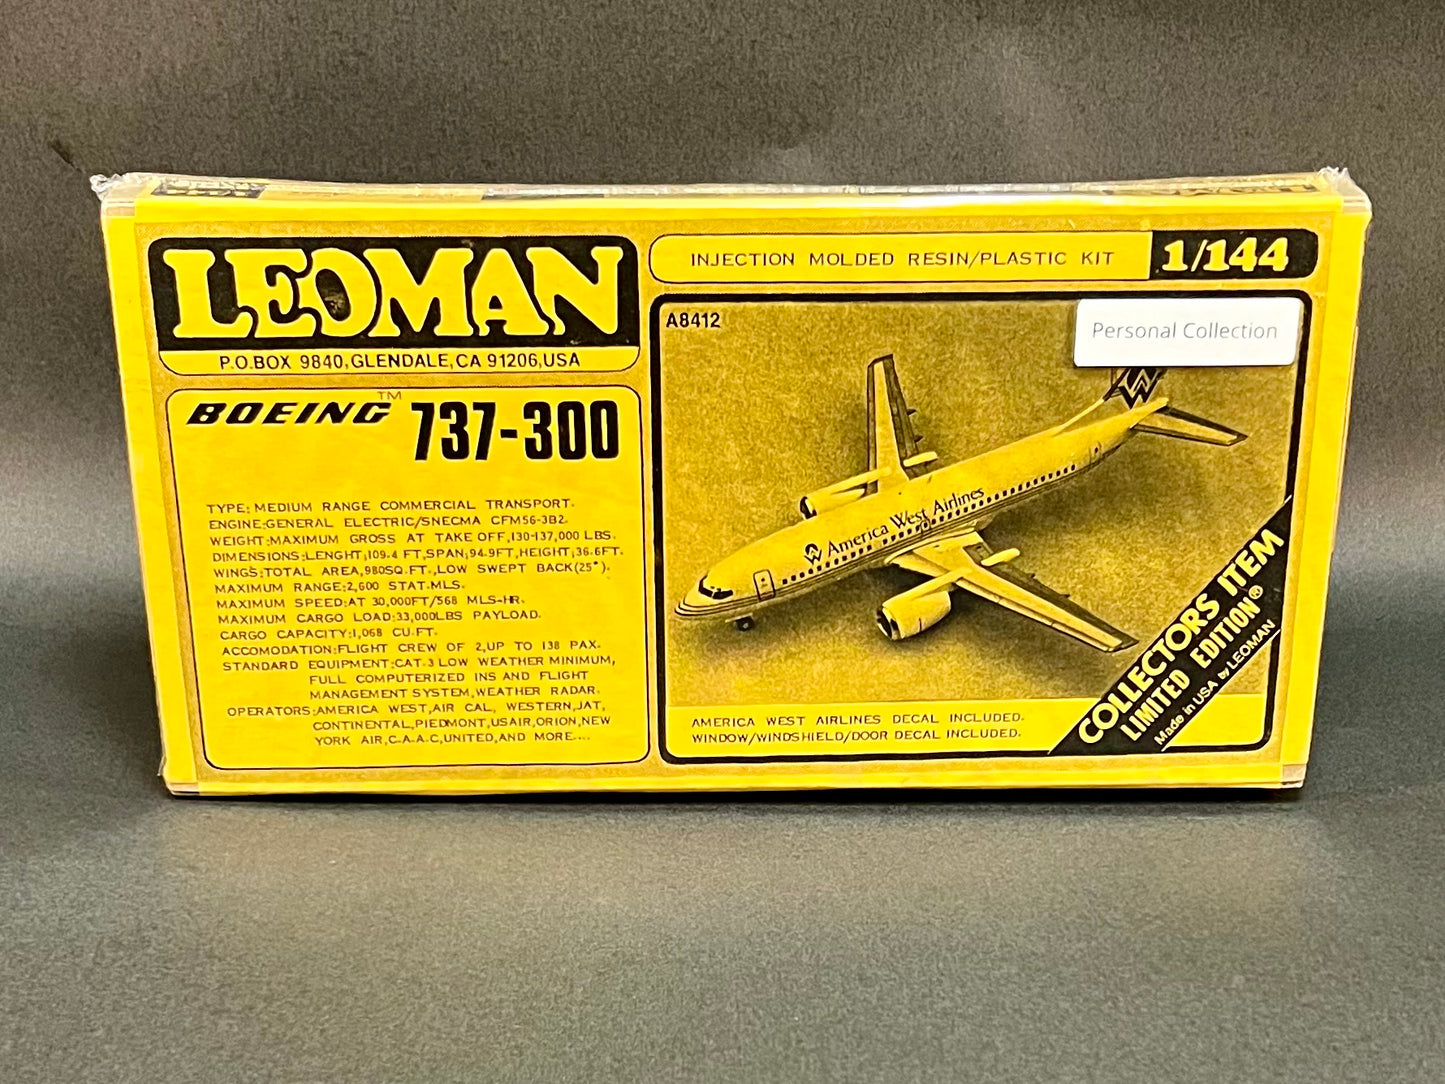 LEOMAN
P.O.BOX 9840,GLENDALE,CA 91206,USA
BOEING™ 737-300
TYPE:MEDIUM RANGE COMMERCIAL TRANSPORT.
ENGINE:GENERAL ELECTRIC/SNECMA CFM56-3B2.
WEIGHT:MAXIMUM GROSS AT TAKE OFF,130-137,000 LBS.
DIMENSIONS:LENGHT,109.4 FT,SPAN;94.9FT,HEIGHT,36.6FT.
WINGS:TOTAL AREA,980SQ.FT.,LOW SWEPT BACK(25°).
MAXIMUM RANGE:2,600 STAT.MLS.
MAXIMUM SPEED:AT 30,000FT/568 MLS-HR.
MAXIMUM CARGO LOAD:33,000LBS PAYLOAD.
CARGO CAPACITY:1,068 CU.FT.
ACCOMODATION:FLIGHT CREW OF 2,UP TO 138 PAX.
STANDARD EQUIPMENT:CAT.3 LOW WEATHER MINIMUM,
FULL COMPUTERIZED INS AND FLIGHT
MANAGEMENT SYSTEM,WEATHER RADAR.
OPERATORS:AMERICA WEST,AIR CAL, WESTERN,JAT,
CONTINENTAL,PIEDMONT,USAIR,ORION,NEW
YORK AIR,C.A.A.C,UNITED,AND MORE....
INJECTION MOLDED RESIN/PLASTIC KIT
1/144
A8412
Personal Collection
America West Airlines
COLLECTORS ITEM
LIMITED EDITION®
Made in USA by LEOMAN
AMERICA WEST AIRLINES DECAL INCLUDED.
WINDOW/WINDSHIELD/DOOR DECAL INCLUDED.